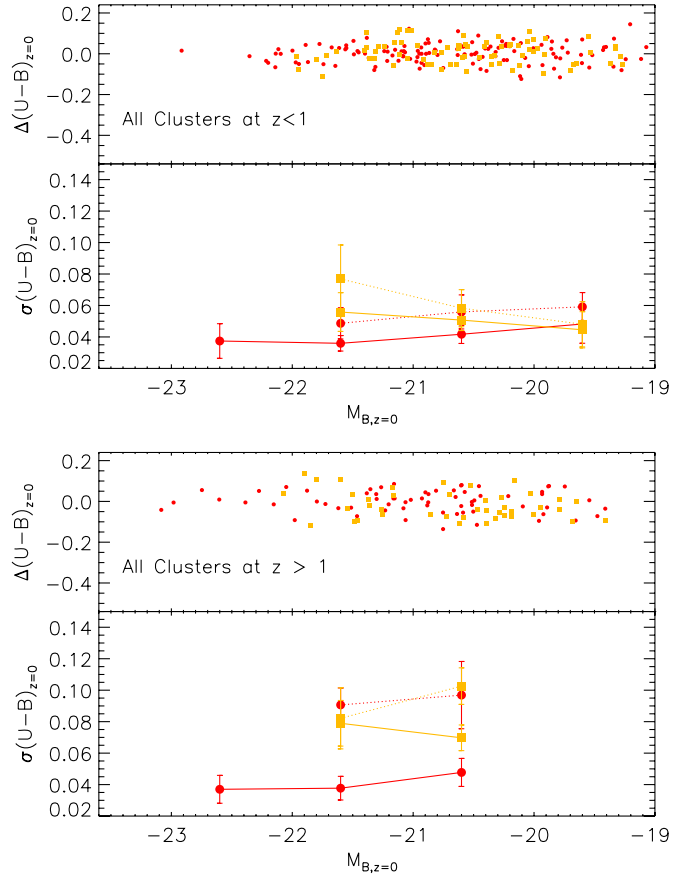 0.2
0.0
−0.2
−0.4
Δ(U−B)z=0
All Clusters at z<1
0.14
0.12
0.10
0.08
0.06
0.04
0.02
σ(U−B)z=0
−23 −22 −21 −20 −19
MB,z=0
0.2
0.0
−0.2
−0.4
Δ(U−B)z=0
All Clusters at z > 1
0.14
0.12
0.10
0.08
0.06
0.04
0.02
σ(U−B)z=0
−23 −22 −21 −20 −19
MB,z=0